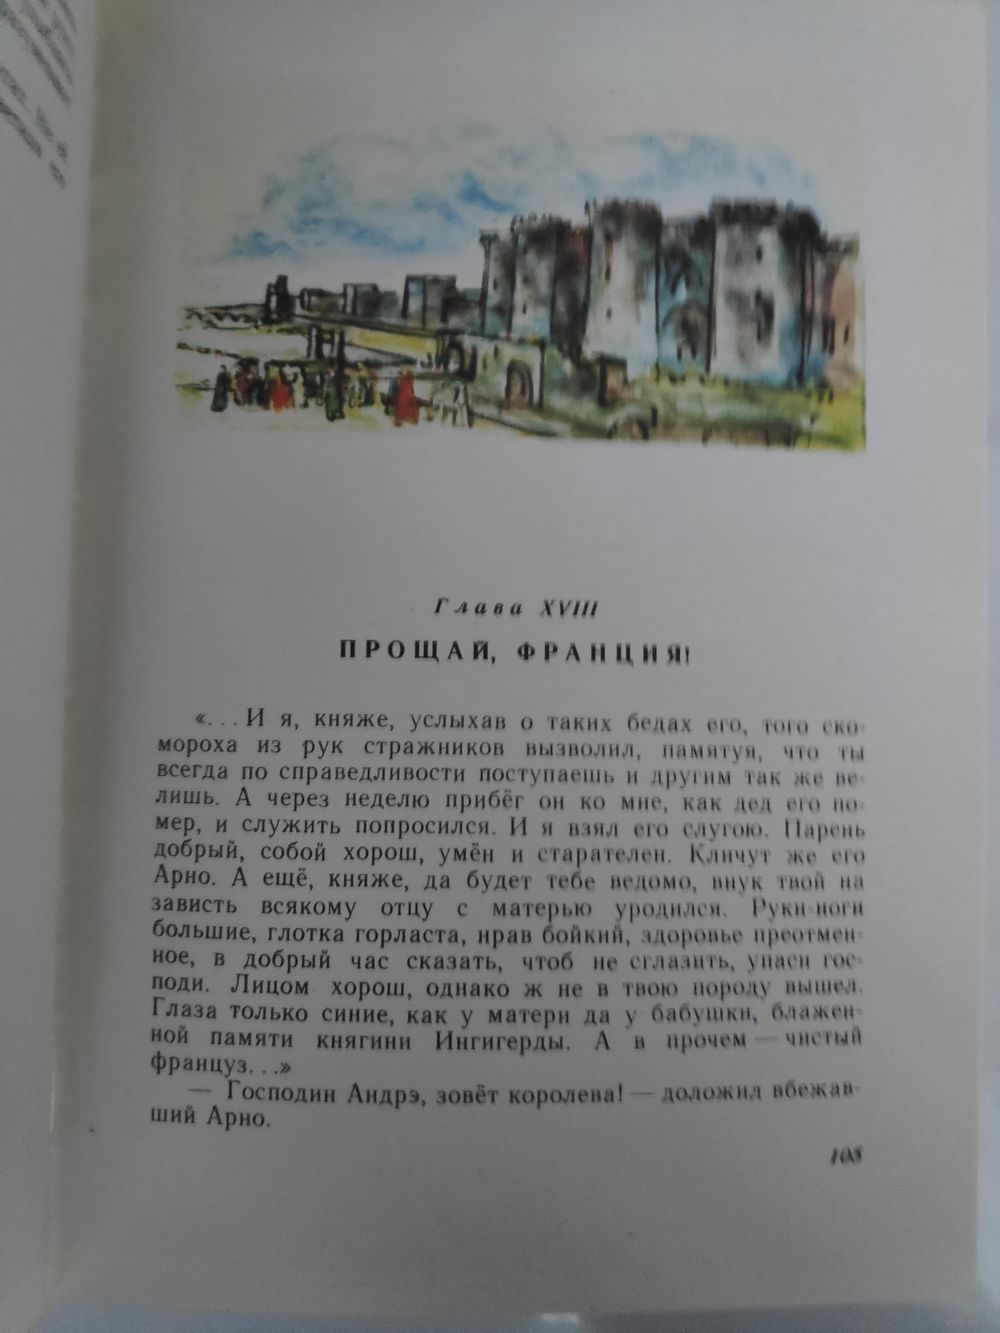 Глава XVIII
ПРОЩАЙ, ФРАНЦИЯ!
«...И я, княже, услыхав о таких бедах его, того ско-
мороха из рук стражников вызволил, памятуя, что ты
всегда по справедливости поступаешь и другим так же ве-
лишь. А через неделю прибёг он ко мне, как дед его по-
мер, и служить попросился. И я взял его слугою. Парень
добрый, собой хорош, умён и старателен. Кличут же его
Арно. А ещё, княже, да будет тебе ведомо, внук твой на
зависть всякому отцу с матерью уродился. Руки-ноги
большие, глотка горласта, нрав бойкий, здоровье преотмен-
ное, в добрый час сказать, чтоб не сглазить, упаси гос-
поди. Лицом хорош, однако ж не в твою породу вышел.
Глаза только синие, как у матери да у бабушки, блажен-
ной памяти княгини Ингигерды. А в прочем — чистый
француз...»
— Господин Андрэ, зовёт королева! — доложил вбежав-
ший Арно.
105